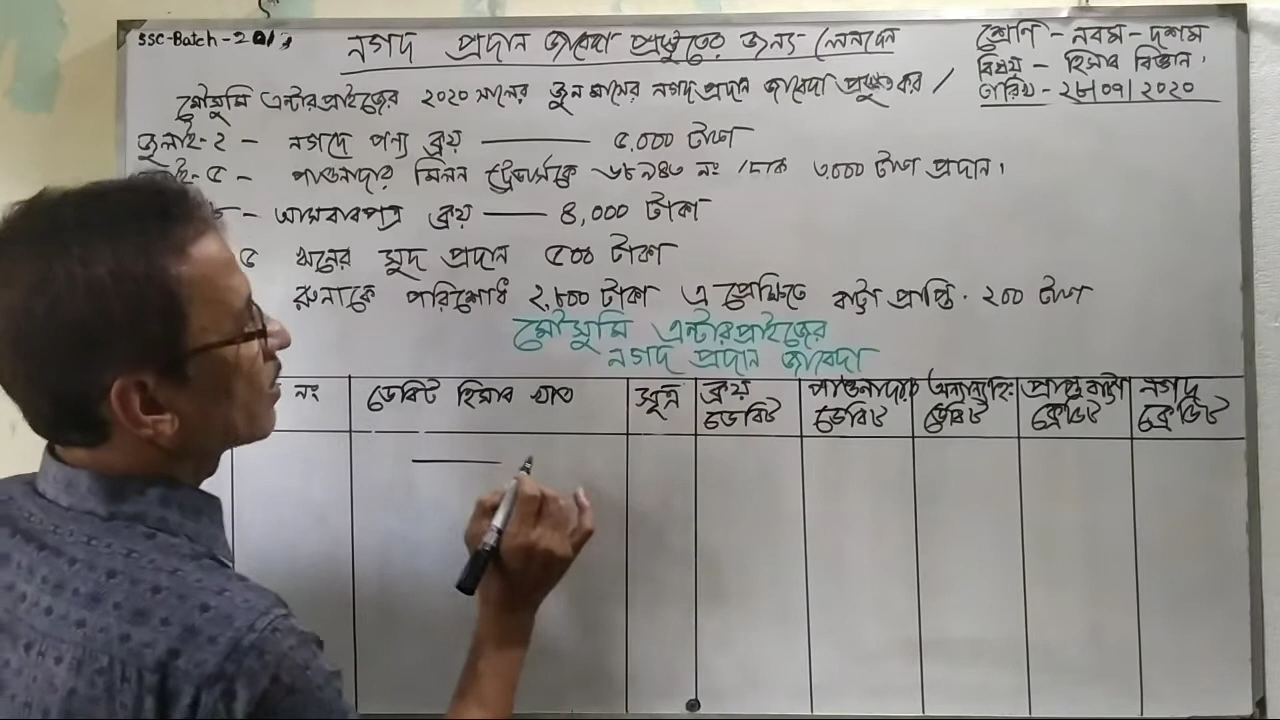 SSC-Batch-
নগদ প্রদান জাবেদা প্রস্তুতের জন্য লেনদেন
শ্রেণি - নবম - দশম
বিষয় - হিসাব বিজ্ঞান,
তারিখ - ২৮/০৭/২০২০
মৌসুমি এন্টারপ্রাইজের ২০২০ সালের জুন মাসের নগদ প্রদান জাবেদা প্রস্তুত কর /
জুলাই-২ - নগদে পণ্য ক্রয় ——— ৫,০০০ টাকা
পাওনাদার মিলন ট্রেডার্সকে নং চেক ৩,০০০ টাকা প্রদান।
- আসবাবপত্র ক্রয় —— ৪,০০০ টাকা
৫ ঋনের সুদ প্রদান ৫০০ টাকা
রুনাকে পরিশোধ ২,৮০০ টাকা এ প্রেক্ষিতে বাট্টা প্রাপ্তি. ২০০ টাকা
মৌসুমি এন্টারপ্রাইজের
নগদ প্রদান জাবেদা
নং
ডেবিট হিসাব খাত
সূত্র
ক্রয়
ডেবিট
পাওনাদার
ডেবিট
অন্যান্য হিঃ
ডেবিট
প্রাপ্ত বাট্টা
ক্রেডিট
নগদ
ক্রেডিট